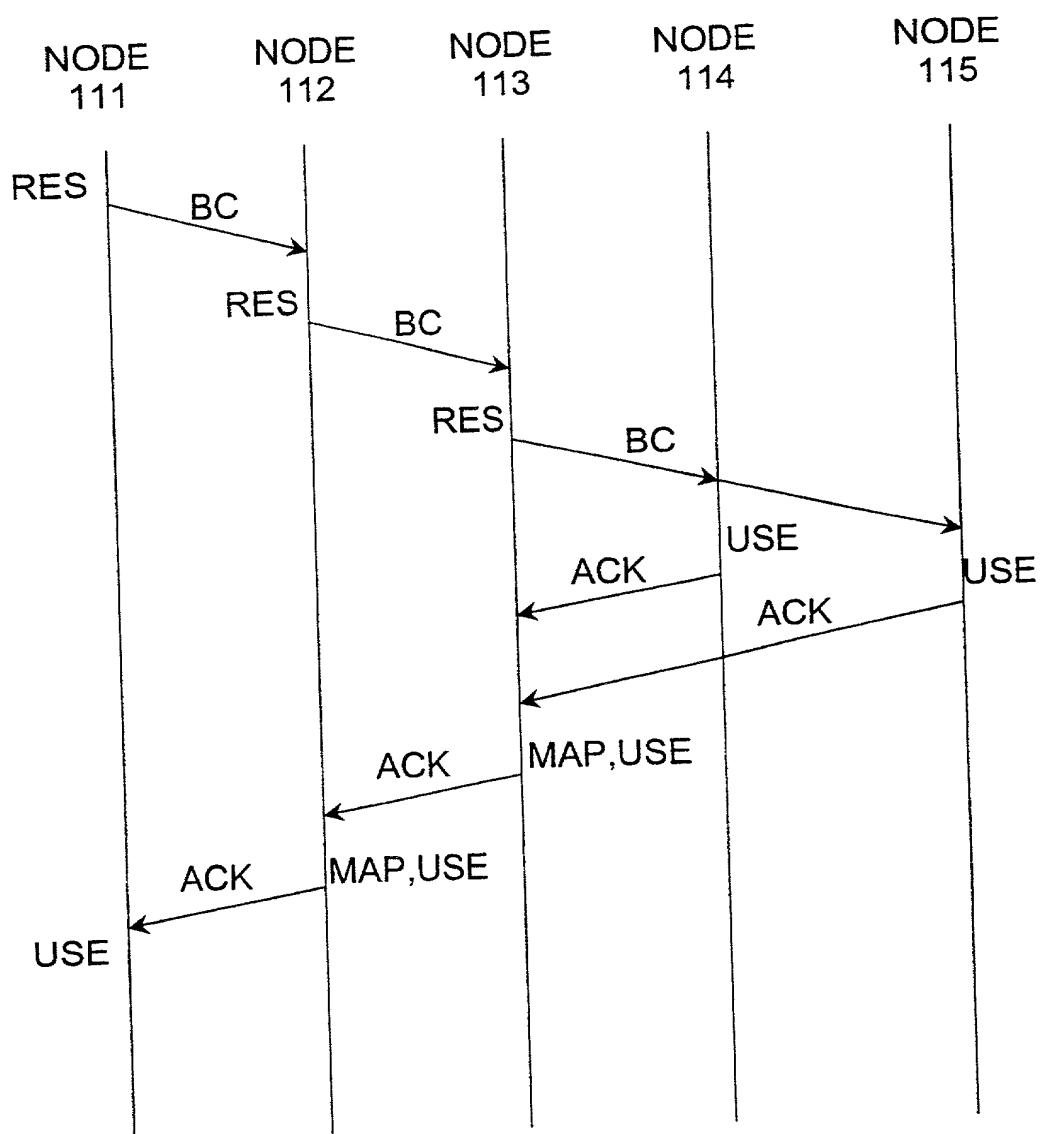 NODE 111
NODE 112
NODE 113
NODE 114
NODE 115
RES
BC
RES
BC
RES
BC
USE
ACK
USE
ACK
MAP,USE
ACK
MAP,USE
ACK
USE